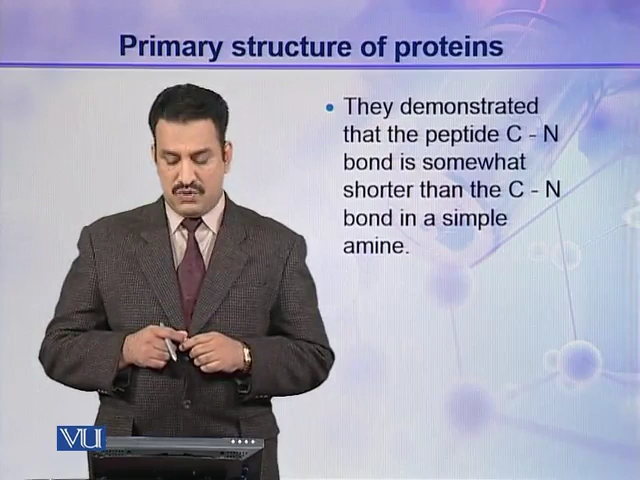 Primary structure of proteins
• They demonstrated
that the peptide C - N
bond is somewhat
shorter than the C - N
bond in a simple
amine.
VU